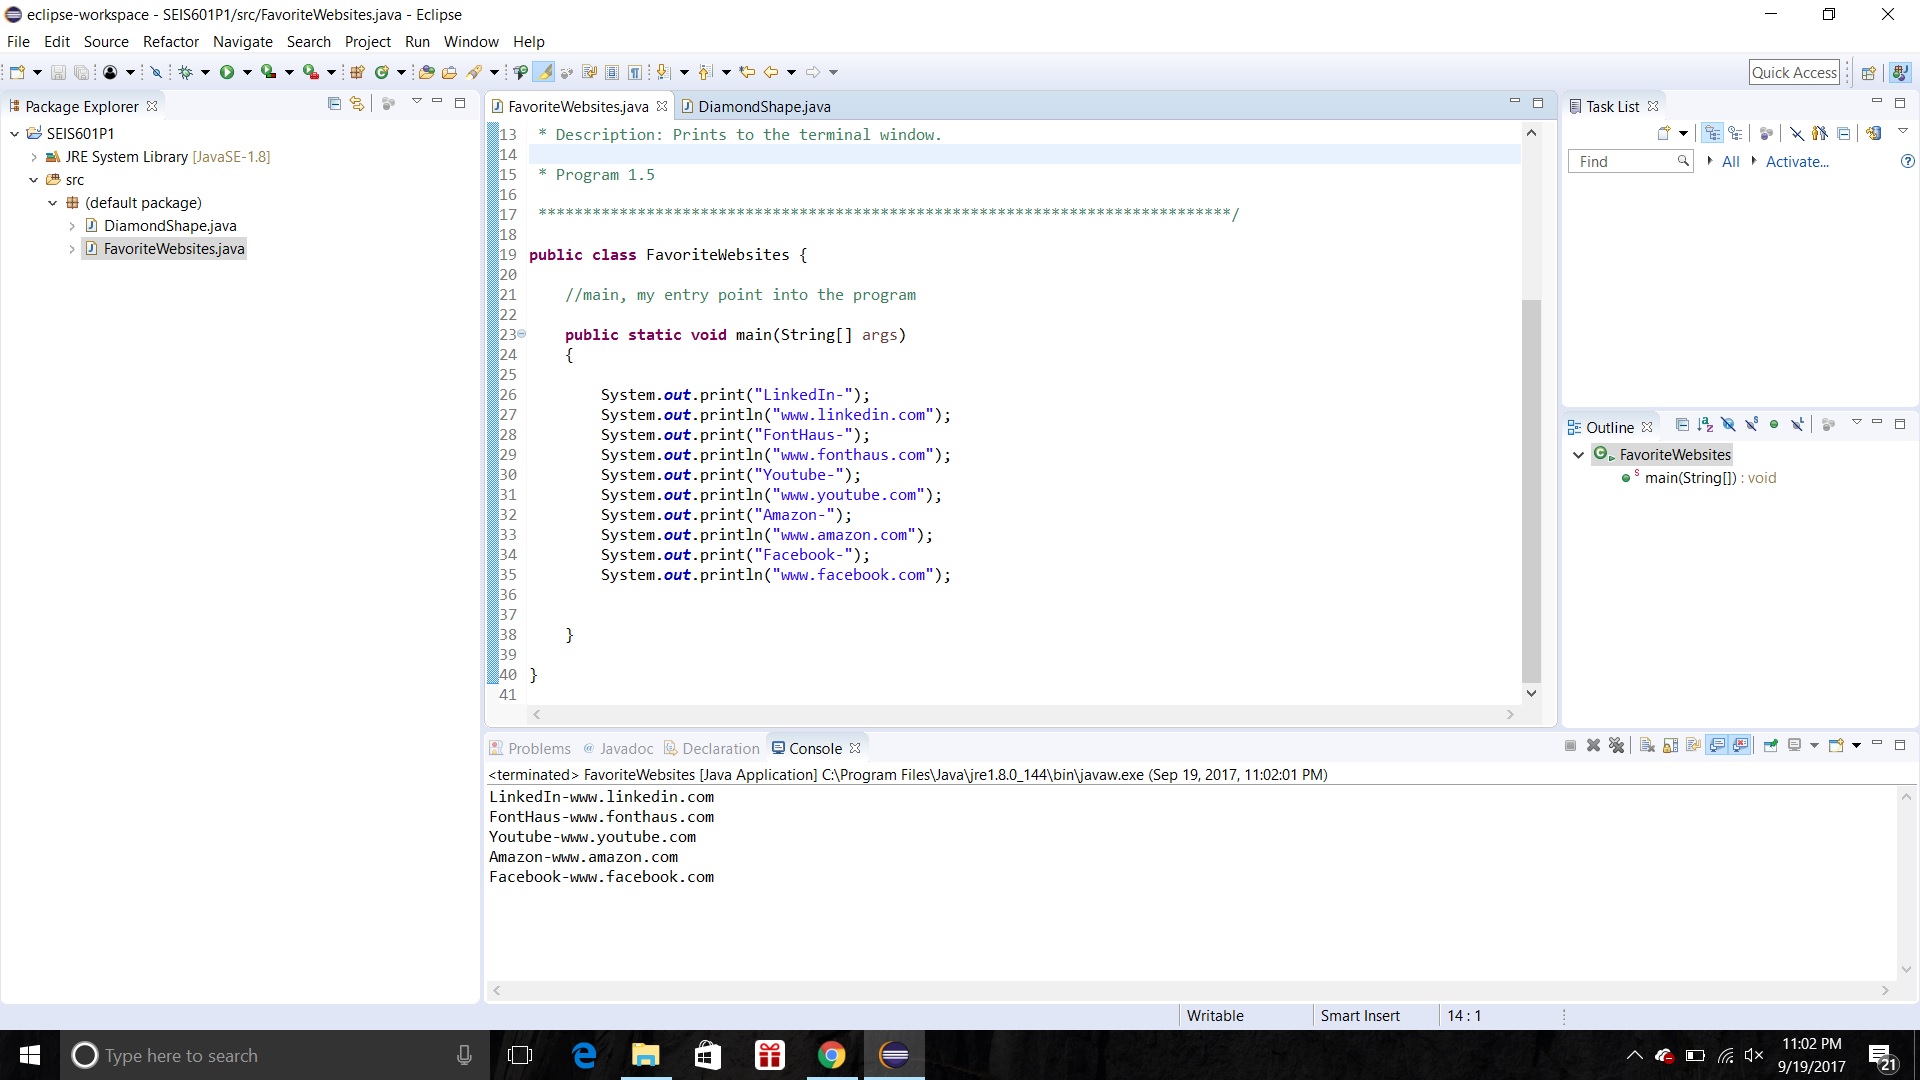 eclipse-workspace - SEIS601P1/src/FavoriteWebsites.java - Eclipse
File Edit Source Refactor Navigate Search Project Run Window Help
Quick Access
Package Explorer
SEIS601P1
JRE System Library [JavaSE-1.8]
src
(default package)
DiamondShape.java
FavoriteWebsites.java
FavoriteWebsites.java DiamondShape.java
13 * Description: Prints to the terminal window.
14
15 * Program 1.5
16
17 *****************************************************************************/
18
19 public class FavoriteWebsites {
20
21 //main, my entry point into the program
22
23 public static void main(String[] args)
24 {
25
26 System.out.print("LinkedIn-");
27 System.out.println("www.linkedin.com");
28 System.out.print("FontHaus-");
29 System.out.println("www.fonthaus.com");
30 System.out.print("Youtube-");
31 System.out.println("www.youtube.com");
32 System.out.print("Amazon-");
33 System.out.println("www.amazon.com");
34 System.out.print("Facebook-");
35 System.out.println("www.facebook.com");
36
37
38 }
39
40 }
41
Task List
Find All Activate...
Outline
FavoriteWebsites
main(String[]) : void
Problems @ Javadoc Declaration Console
<terminated> FavoriteWebsites [Java Application] C:\Program Files\Java\jre1.8.0_144\bin\javaw.exe (Sep 19, 2017, 11:02:01 PM)
LinkedIn-www.linkedin.com
FontHaus-www.fonthaus.com
Youtube-www.youtube.com
Amazon-www.amazon.com
Facebook-www.facebook.com
Writable Smart Insert 14 : 1
Type here to search
11:02 PM
9/19/2017
21